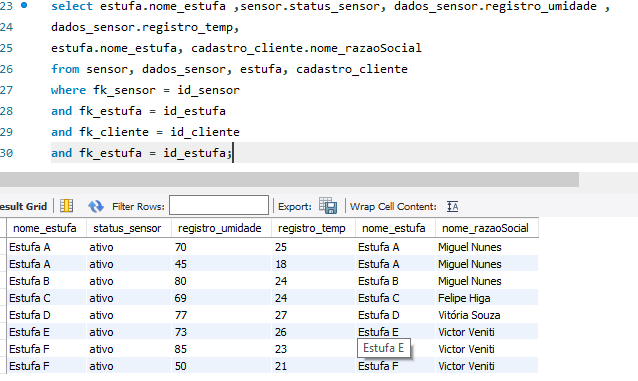 23 select estufa.nome_estufa ,sensor.status_sensor, dados_sensor.registro_umidade ,
24 dados_sensor.registro_temp,
25 estufa.nome_estufa, cadastro_cliente.nome_razaoSocial
26 from sensor, dados_sensor, estufa, cadastro_cliente
27 where fk_sensor = id_sensor
28 and fk_estufa = id_estufa
29 and fk_cliente = id_cliente
30 and fk_estufa = id_estufa;
esult Grid Filter Rows: Export: Wrap Cell Content: IA
nome_estufa status_sensor registro_umidade registro_temp nome_estufa nome_razaoSocial
Estufa A ativo 70 25 Estufa A Miguel Nunes
Estufa A ativo 45 18 Estufa A Miguel Nunes
Estufa B ativo 80 24 Estufa B Miguel Nunes
Estufa C ativo 69 24 Estufa C Felipe Higa
Estufa D ativo 77 27 Estufa D Vitória Souza
Estufa E ativo 73 26 Estufa E Victor Veniti
Estufa F ativo 85 23 Estufa E Victor Veniti
Estufa F ativo 50 21 Estufa F Victor Veniti